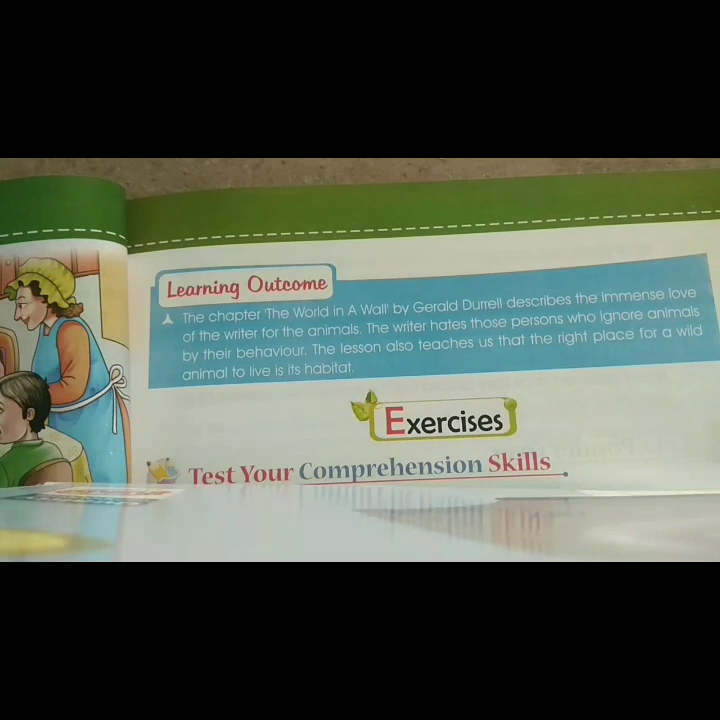 Learning Outcome
The chapter 'The World in A Wall' by Gerald Durrell describes the immense love
of the writer for the animals. The writer hates those persons who ignore animals
by their behaviour. The lesson also teaches us that the right place for a wild
animal to live is its habitat.
Exercises
Test Your Comprehension Skills